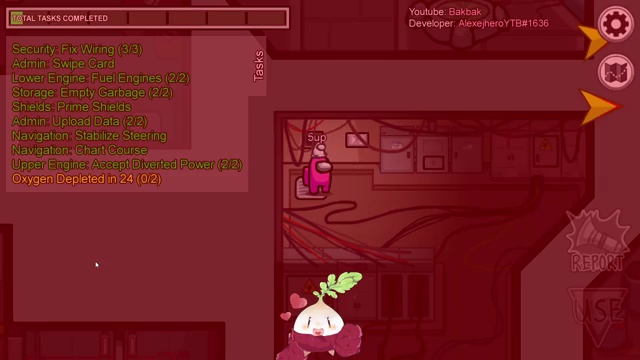 TOTAL TASKS COMPLETED
Youtube: Bakbak
Developer: AlexejheroYTB#1636
Tasks
Security: Fix Wiring (3/3)
Admin: Swipe Card
Lower Engine: Fuel Engines (2/2)
Storage: Empty Garbage (2/2)
Shields: Prime Shields
Admin: Upload Data (2/2)
Navigation: Stabilize Steering
Navigation: Chart Course
Upper Engine: Accept Diverted Power (2/2)
Oxygen Depleted in 24 (0/2)
5up
REPORT
USE